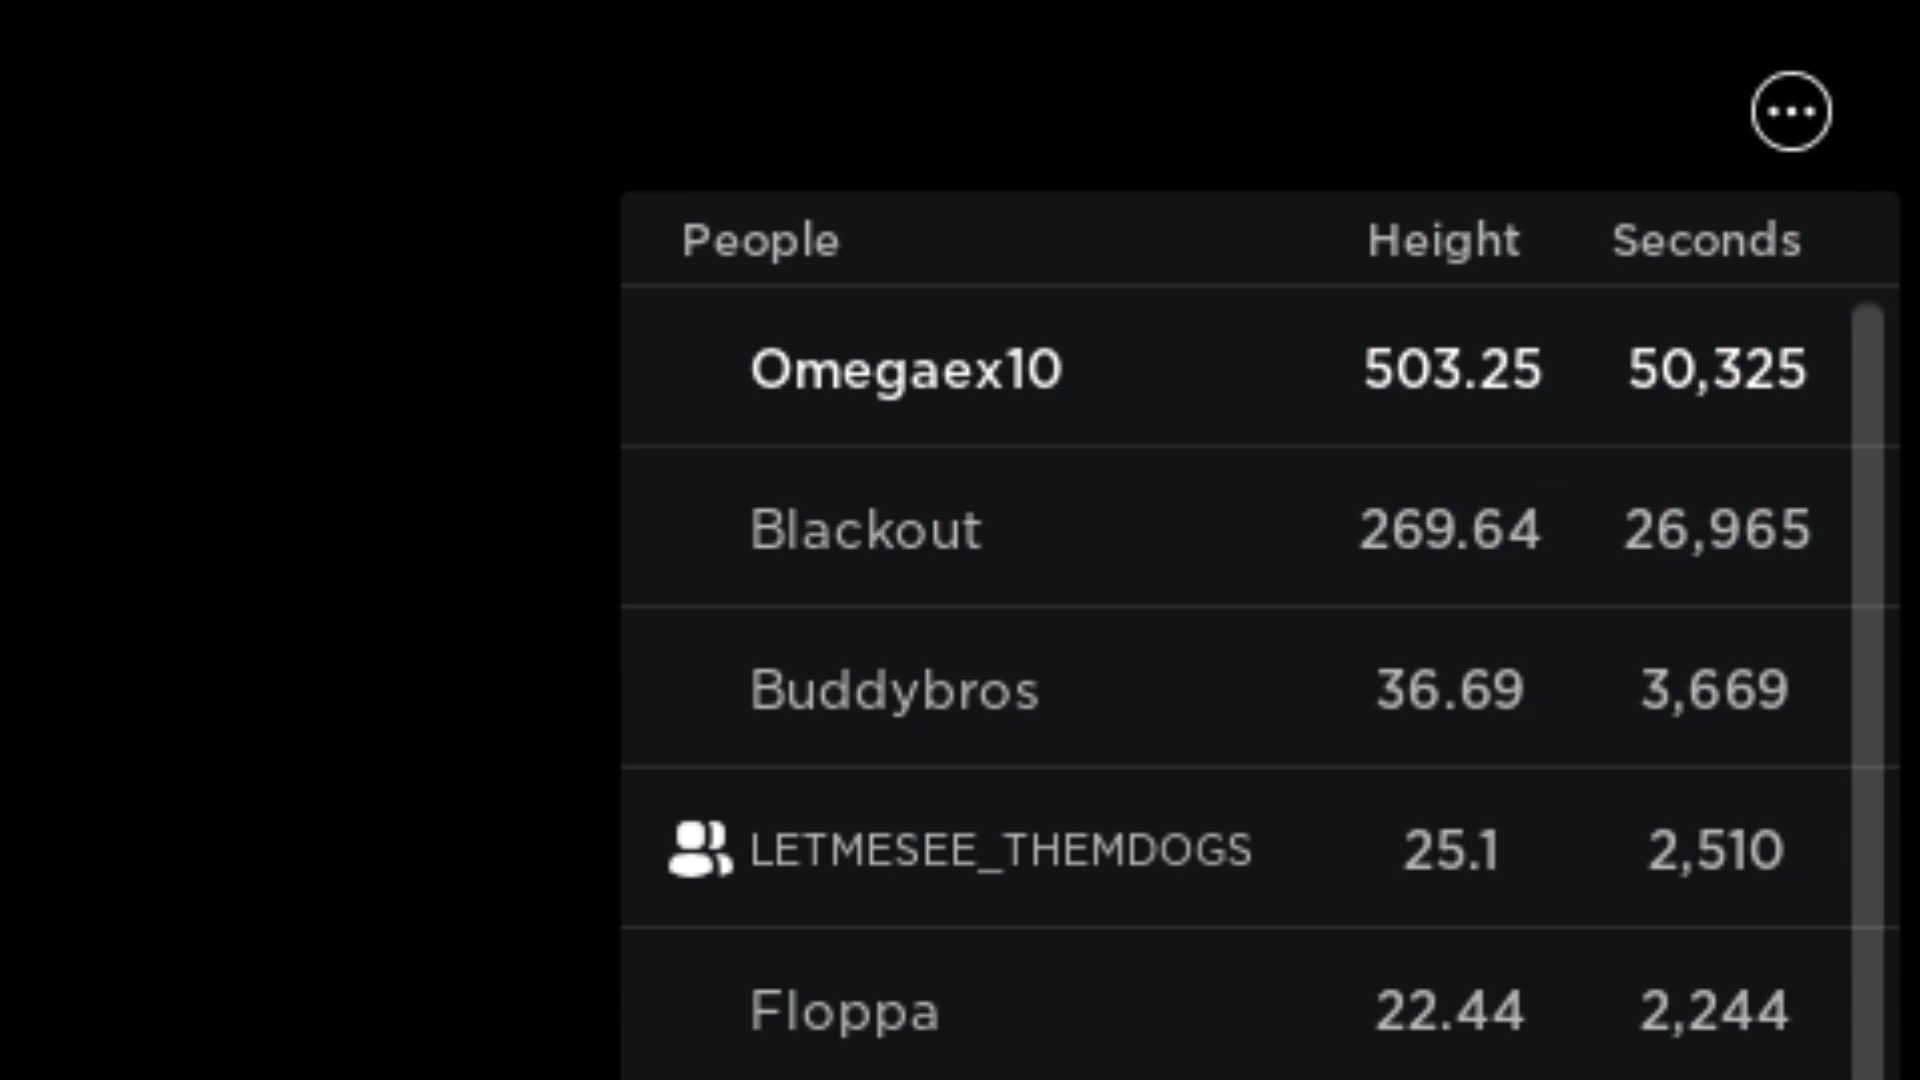 People Height Seconds
Omegaex10 503.25 50,325
Blackout 269.64 26,965
Buddybros 36.69 3,669
LETMESEE_THEMDOGS 25.1 2,510
Floppa 22.44 2,244